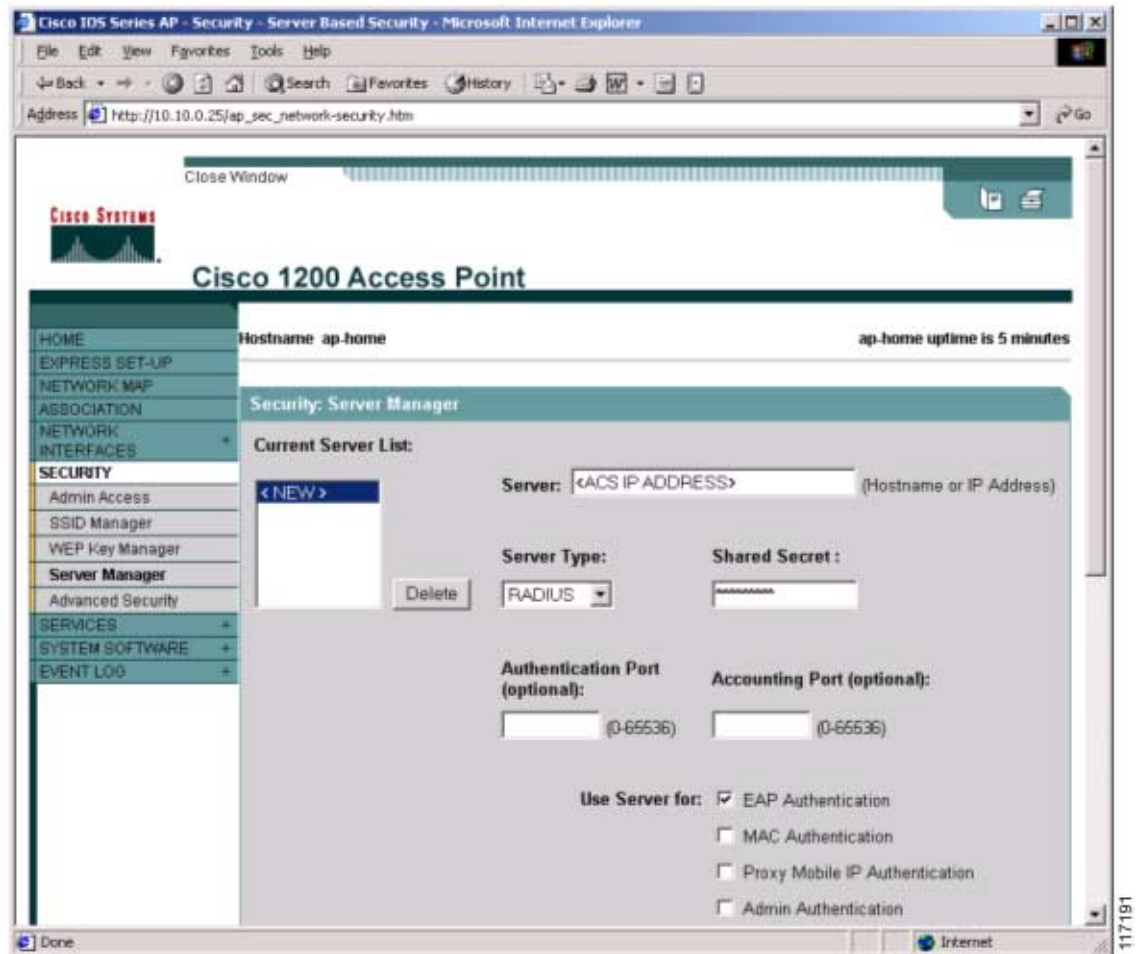 Cisco IOS Series AP - Security - Server Based Security - Microsoft Internet Explorer
File Edit View Favorites Tools Help
Back Search Favorites History
Address http://10.10.0.25/ap_sec_network-security.htm Go
Close Window
CISCO SYSTEMS
Cisco 1200 Access Point
HOME
EXPRESS SET-UP
NETWORK MAP
ASSOCIATION
NETWORK INTERFACES +
SECURITY
Admin Access
SSID Manager
WEP Key Manager
Server Manager
Advanced Security
SERVICES +
SYSTEM SOFTWARE +
EVENT LOG +
Hostname ap-home ap-home uptime is 5 minutes
Security: Server Manager
Current Server List:
<NEW>
Delete
Server: <ACS IP ADDRESS> (Hostname or IP Address)
Server Type: Shared Secret :
RADIUS *********
Authentication Port (optional): Accounting Port (optional):
(0-65536) (0-65536)
Use Server for: EAP Authentication
MAC Authentication
Proxy Mobile IP Authentication
Admin Authentication
Done Internet
117191